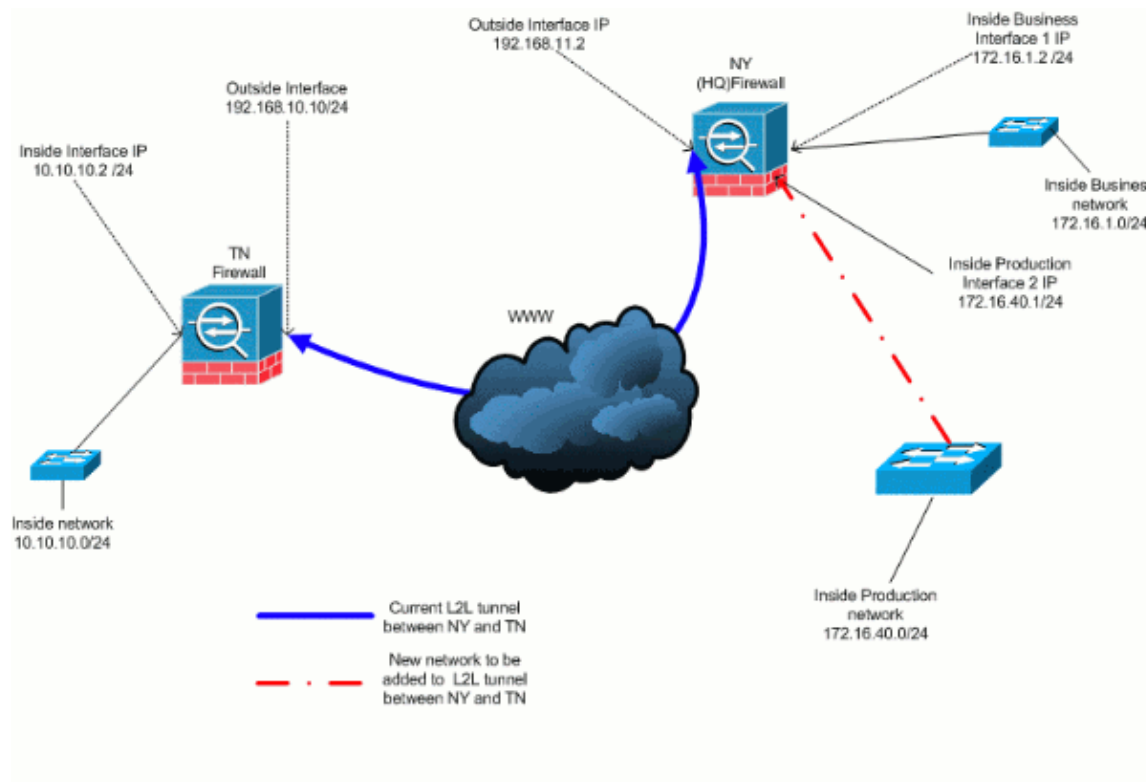 Outside Interface IP
192.168.11.2
Inside Business
Interface 1 IP
172.16.1.2 /24
NY
(HQ)Firewall
Outside Interface
192.168.10.10/24
Inside Interface IP
10.10.10.2 /24
Inside Busines
network
172.16.1.0/24
TN
Firewall
Inside Production
Interface 2 IP
172.16.40.1/24
WWW
Inside network
10.10.10.0/24
Inside Production
network
172.16.40.0/24
Current L2L tunnel
between NY and TN
New network to be
added to L2L tunnel
between NY and TN